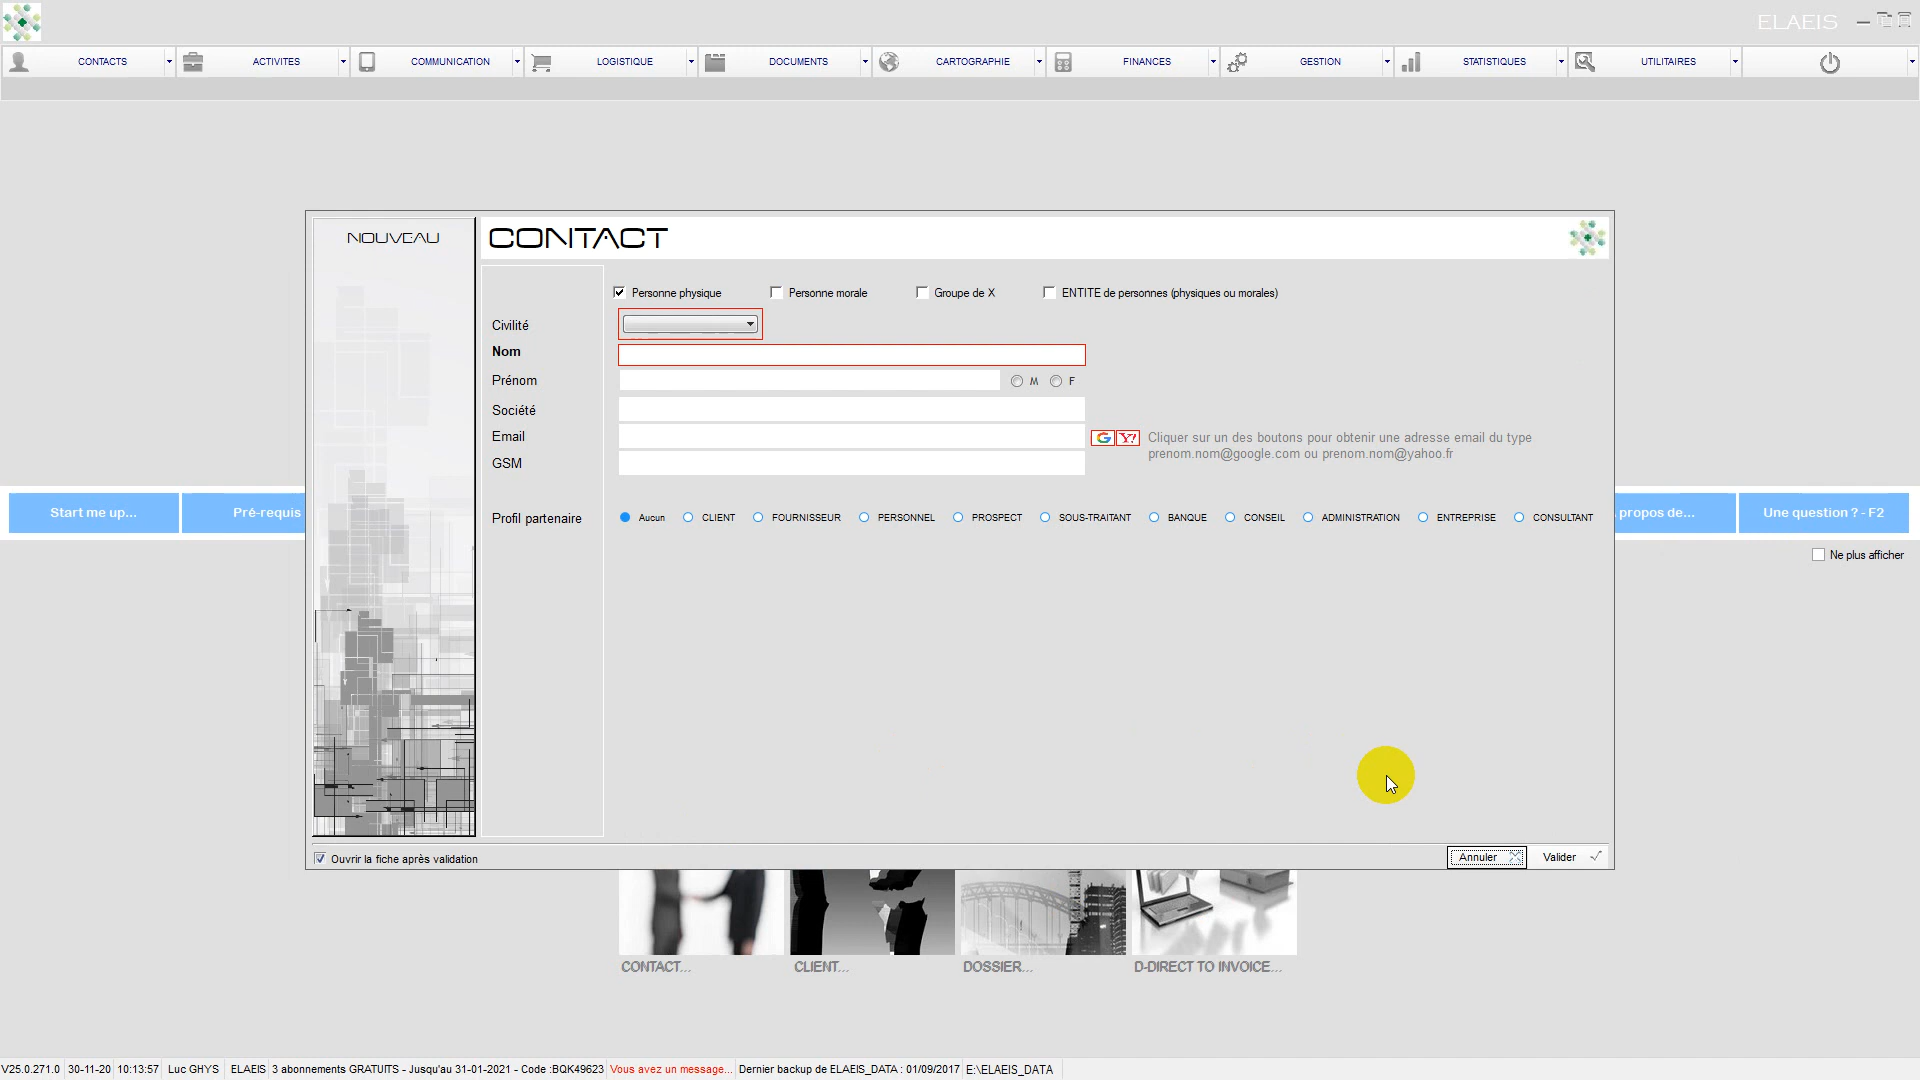 ELAEIS
CONTACTS
ACTIVITES
COMMUNICATION
LOGISTIQUE
DOCUMENTS
CARTOGRAPHIE
FINANCES
GESTION
STATISTIQUES
UTILITAIRES
NOUVEAU
CONTACT
Personne physique
Personne morale
Groupe de X
ENTITE de personnes (physiques ou morales)
Civilité
Nom
Prénom
M
F
Société
Email
Cliquer sur un des boutons pour obtenir une adresse email du type
prenom.nom@google.com ou prenom.nom@yahoo.fr
GSM
Start me up...
Pré-requis
propos de...
Une question ? - F2
Profil partenaire
Aucun
CLIENT
FOURNISSEUR
PERSONNEL
PROSPECT
SOUS-TRAITANT
BANQUE
CONSEIL
ADMINISTRATION
ENTREPRISE
CONSULTANT
Ne plus afficher
Ouvrir la fiche après validation
Annuler
Valider
CONTACT...
CLIENT...
DOSSIER...
D-DIRECT TO INVOICE...
V25.0.271.0
30-11-20
10:13:57
Luc GHYS
ELAEIS
3 abonnements GRATUITS - Jusqu'au 31-01-2021 - Code :BQK49623
Vous avez un message...
Dernier backup de ELAEIS_DATA : 01/09/2017
E:\ELAEIS_DATA